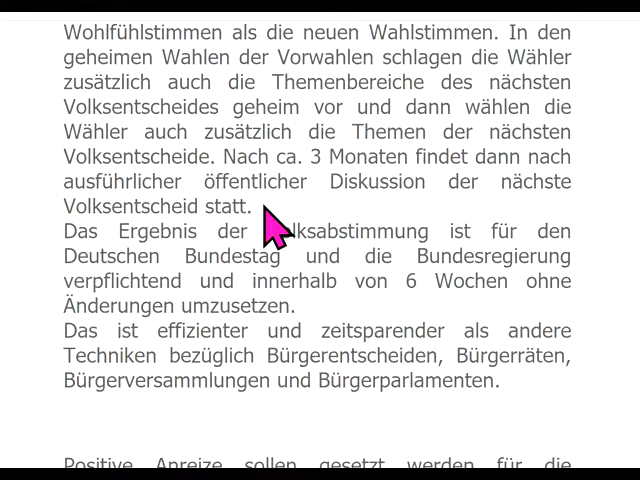 Wohlfühlstimmen als die neuen Wahlstimmen. In den
geheimen Wahlen der Vorwahlen schlagen die Wähler
zusätzlich auch die Themenbereiche des nächsten
Volksentscheides geheim vor und dann wählen die
Wähler auch zusätzlich die Themen der nächsten
Volksentscheide. Nach ca. 3 Monaten findet dann nach
ausführlicher öffentlicher Diskussion der nächste
Volksentscheid statt.
Das Ergebnis der Volksabstimmung ist für den
Deutschen Bundestag und die Bundesregierung
verpflichtend und innerhalb von 6 Wochen ohne
Änderungen umzusetzen.
Das ist effizienter und zeitsparender als andere
Techniken bezüglich Bürgerentscheiden, Bürgerräten,
Bürgerversammlungen und Bürgerparlamenten.
Positive Anreize sollen gesetzt werden für die